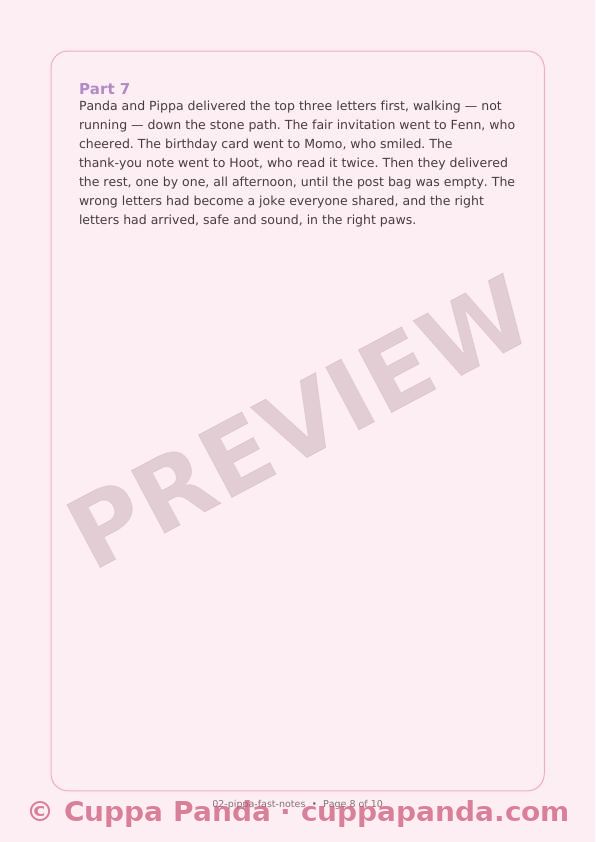 Part 7
Panda and Pippa delivered the top three letters first, walking — not
running — down the stone path. The fair invitation went to Fenn, who
cheered. The birthday card went to Momo, who smiled. The
thank-you note went to Hoot, who read it twice. Then they delivered
the rest, one by one, all afternoon, until the post bag was empty. The
wrong letters had become a joke everyone shared, and the right
letters had arrived, safe and sound, in the right paws.
PREVIEW
02-pippa-fast-notes • Page 8 of 10
© Cuppa Panda · cuppapanda.com